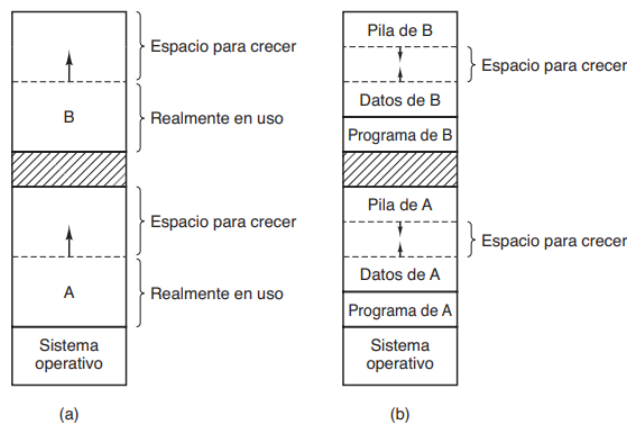 Espacio para crecer
B
Realmente en uso
Espacio para crecer
A
Realmente en uso
Sistema
operativo
(a)
Pila de B
Espacio para crecer
Datos de B
Programa de B
Pila de A
Espacio para crecer
Datos de A
Programa de A
Sistema
operativo
(b)